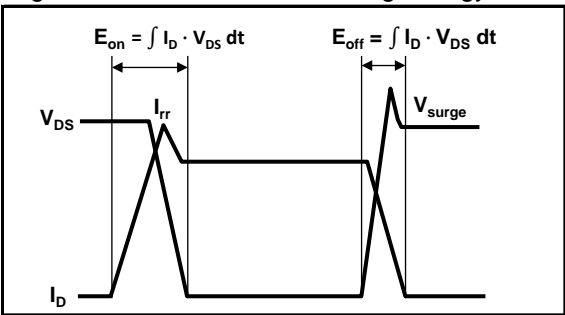 E_on = ∫ I_D · V_DS dt
E_off = ∫ I_D · V_DS dt
V_DS
I_rr
V_surge
I_D